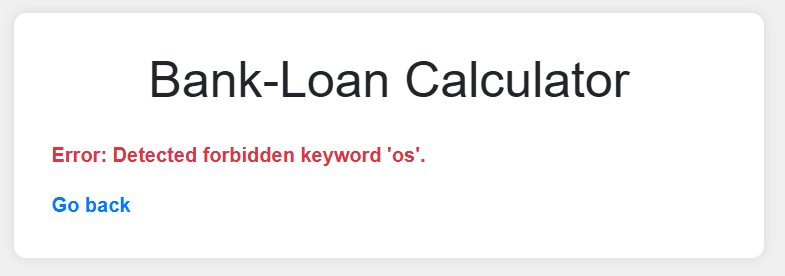 Bank-Loan Calculator
Error: Detected forbidden keyword 'os'.
Go back